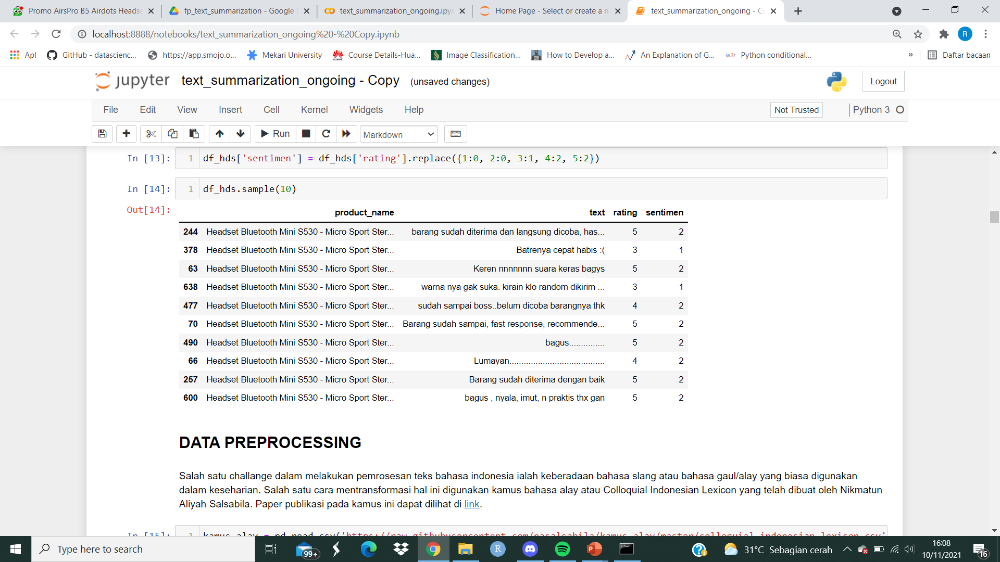 Promo AirsPro B5 Airdots Headse
fp_text_summarization - Google
text_summarization_ongoing.ipyn
Home Page - Select or create a n
text_summarization_ongoing - C
localhost:8888/notebooks/text_summarization_ongoing%20-%20Copy.ipynb
R
Apl
GitHub - datascienc...
https://app.smojo.o...
Mekari University
HUAWEI
Course Details-Hua...
Image Classification...
How to Develop a...
An Explanation of G...
w3r
Python conditional...
»
Daftar bacaan
jupyter
text_summarization_ongoing - Copy
(unsaved changes)
Logout
File Edit View Insert Cell Kernel Widgets Help
Not Trusted
Python 3
Run
Markdown
In [13]: 1 df_hds['sentimen'] = df_hds['rating'].replace({1:0, 2:0, 3:1, 4:2, 5:2})
In [14]: 1 df_hds.sample(10)
Out[14]:
product_name text rating sentimen
244 Headset Bluetooth Mini S530 - Micro Sport Ster... barang sudah diterima dan langsung dicoba, has... 5 2
378 Headset Bluetooth Mini S530 - Micro Sport Ster... Batrenya cepat habis :( 3 1
63 Headset Bluetooth Mini S530 - Micro Sport Ster... Keren nnnnnnn suara keras bagys 5 2
638 Headset Bluetooth Mini S530 - Micro Sport Ster... warna nya gak suka. kirain klo random dikirim ... 3 1
477 Headset Bluetooth Mini S530 - Micro Sport Ster... sudah sampai boss..belum dicoba barangnya thk 4 2
70 Headset Bluetooth Mini S530 - Micro Sport Ster... Barang sudah sampai, fast response, recommende... 5 2
490 Headset Bluetooth Mini S530 - Micro Sport Ster... bagus............... 5 2
66 Headset Bluetooth Mini S530 - Micro Sport Ster... Lumayan........................................ 4 2
257 Headset Bluetooth Mini S530 - Micro Sport Ster... Barang sudah diterima dengan baik 5 2
600 Headset Bluetooth Mini S530 - Micro Sport Ster... bagus , nyala, imut, n praktis thx gan 5 2
DATA PREPROCESSING
Salah satu challange dalam melakukan pemrosesan teks bahasa indonesia ialah keberadaan bahasa slang atau bahasa gaul/alay yang biasa digunakan
dalam keseharian. Salah satu cara mentransformasi hal ini digunakan kamus bahasa alay atau Colloquial Indonesian Lexicon yang telah dibuat oleh Nikmatun
Aliyah Salsabila. Paper publikasi pada kamus ini dapat dilihat di link.
In [15]: 1 kamus_alay = pd.read_csv('https://raw.githubusercontent.com/nasalsabila/kamus-alay/master/colloquial-indonesian-lexicon.csv'
Type here to search
99+
R
P
31°C Sebagian cerah
16:08
10/11/2021
16